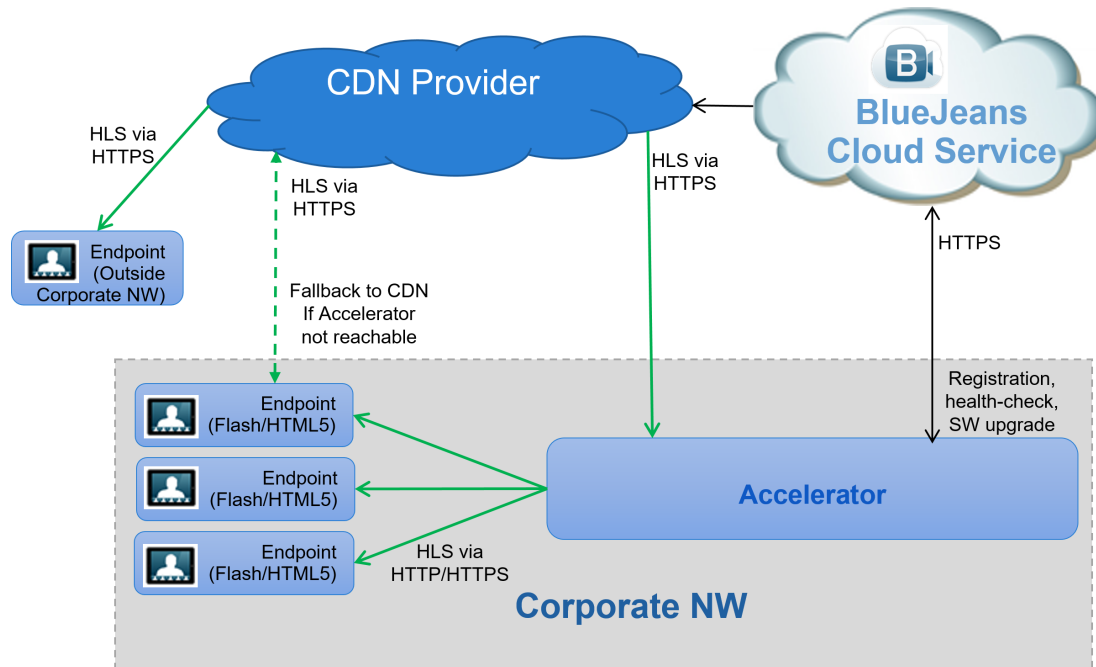 CDN Provider
B
BlueJeans
Cloud Service
HLS via
HTTPS
HLS via
HTTPS
HLS via
HTTPS
HTTPS
Endpoint
(Outside
Corporate NW)
Fallback to CDN
If Accelerator
not reachable
Registration,
health-check,
SW upgrade
Endpoint
(Flash/HTML5)
Endpoint
(Flash/HTML5)
Endpoint
(Flash/HTML5)
Accelerator
HLS via
HTTP/HTTPS
Corporate NW